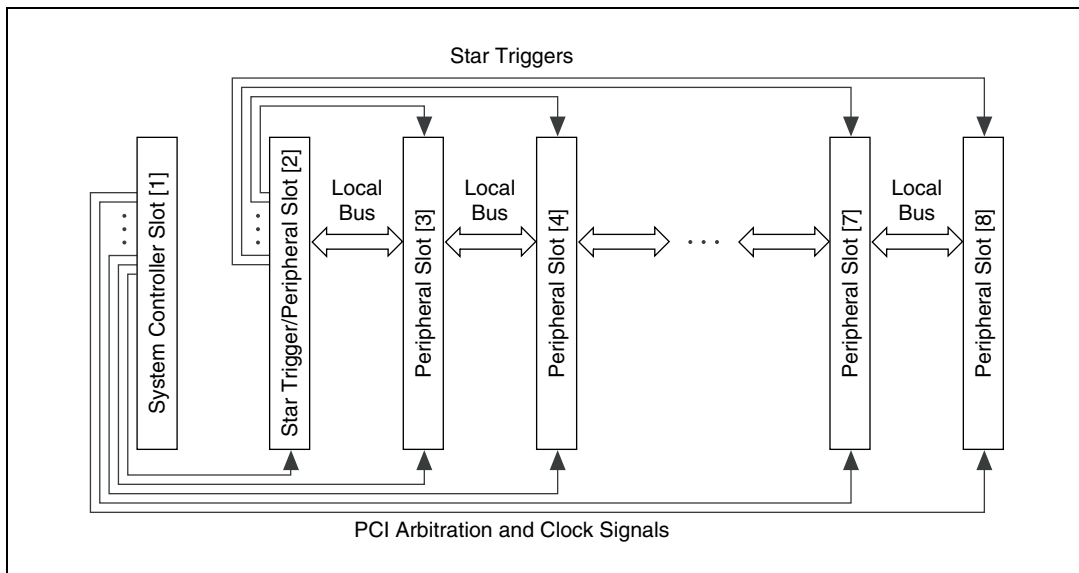 Star Triggers
System Controller Slot [1]
Star Trigger/Peripheral Slot [2]
Local
Bus
Peripheral Slot [3]
Local
Bus
Peripheral Slot [4]
Peripheral Slot [7]
Local
Bus
Peripheral Slot [8]
PCI Arbitration and Clock Signals